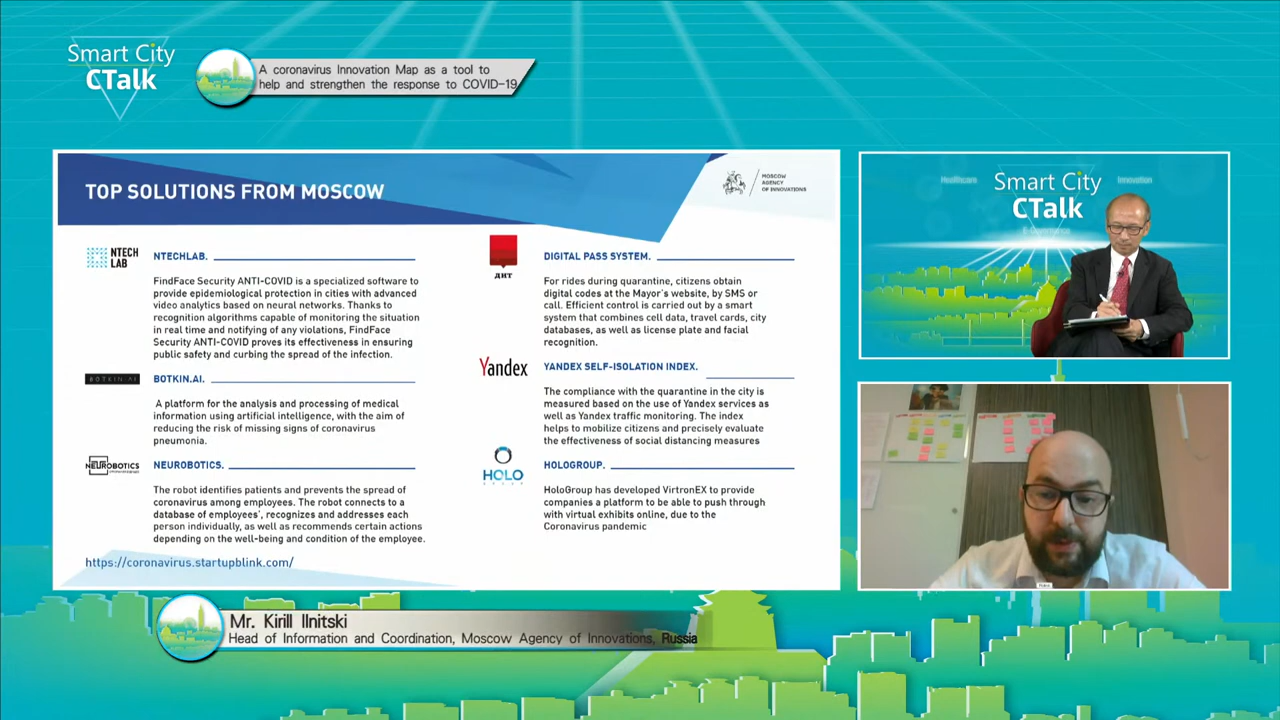 Smart City
CTalk
A coronavirus Innovation Map as a tool to
help and strengthen the response to COVID-19
TOP SOLUTIONS FROM MOSCOW
MOSCOW
AGENCY
OF INNOVATIONS
NTECH
LAB
NTECHLAB.
FindFace Security ANTI-COVID is a specialized software to
provide epidemiological protection in cities with advanced
video analytics based on neural networks. Thanks to
recognition algorithms capable of monitoring the situation
in real time and notifying of any violations, FindFace
Security ANTI-COVID proves its effectiveness in ensuring
public safety and curbing the spread of the infection.
BOTKIN.AI
BOTKIN.AI.
A platform for the analysis and processing of medical
information using artificial intelligence, with the aim of
reducing the risk of missing signs of coronavirus
pneumonia.
NEUROBOTICS
NEUROBOTICS.
The robot identifies patients and prevents the spread of
coronavirus among employees. The robot connects to a
database of employees', recognizes and addresses each
person individually, as well as recommends certain actions
depending on the well-being and condition of the employee.
https://coronavirus.startupblink.com/
ДИТ
DIGITAL PASS SYSTEM.
For rides during quarantine, citizens obtain
digital codes at the Mayor's website, by SMS or
call. Efficient control is carried out by a smart
system that combines cell data, travel cards, city
databases, as well as license plate and facial
recognition.
Yandex
YANDEX SELF-ISOLATION INDEX.
The compliance with the quarantine in the city is
measured based on the use of Yandex services as
well as Yandex traffic monitoring. The index
helps to mobilize citizens and precisely evaluate
the effectiveness of social distancing measures
HOLO
GROUP
HOLOGROUP.
HoloGroup has developed VirtronEX to provide
companies a platform to be able to push through
with virtual exhibits online, due to the
Coronavirus pandemic
Healthcare
Smart City
CTalk
Innovation
E-Governance
Mr. Kirill Ilnitski
Head of Information and Coordination, Moscow Agency of Innovations, Russia